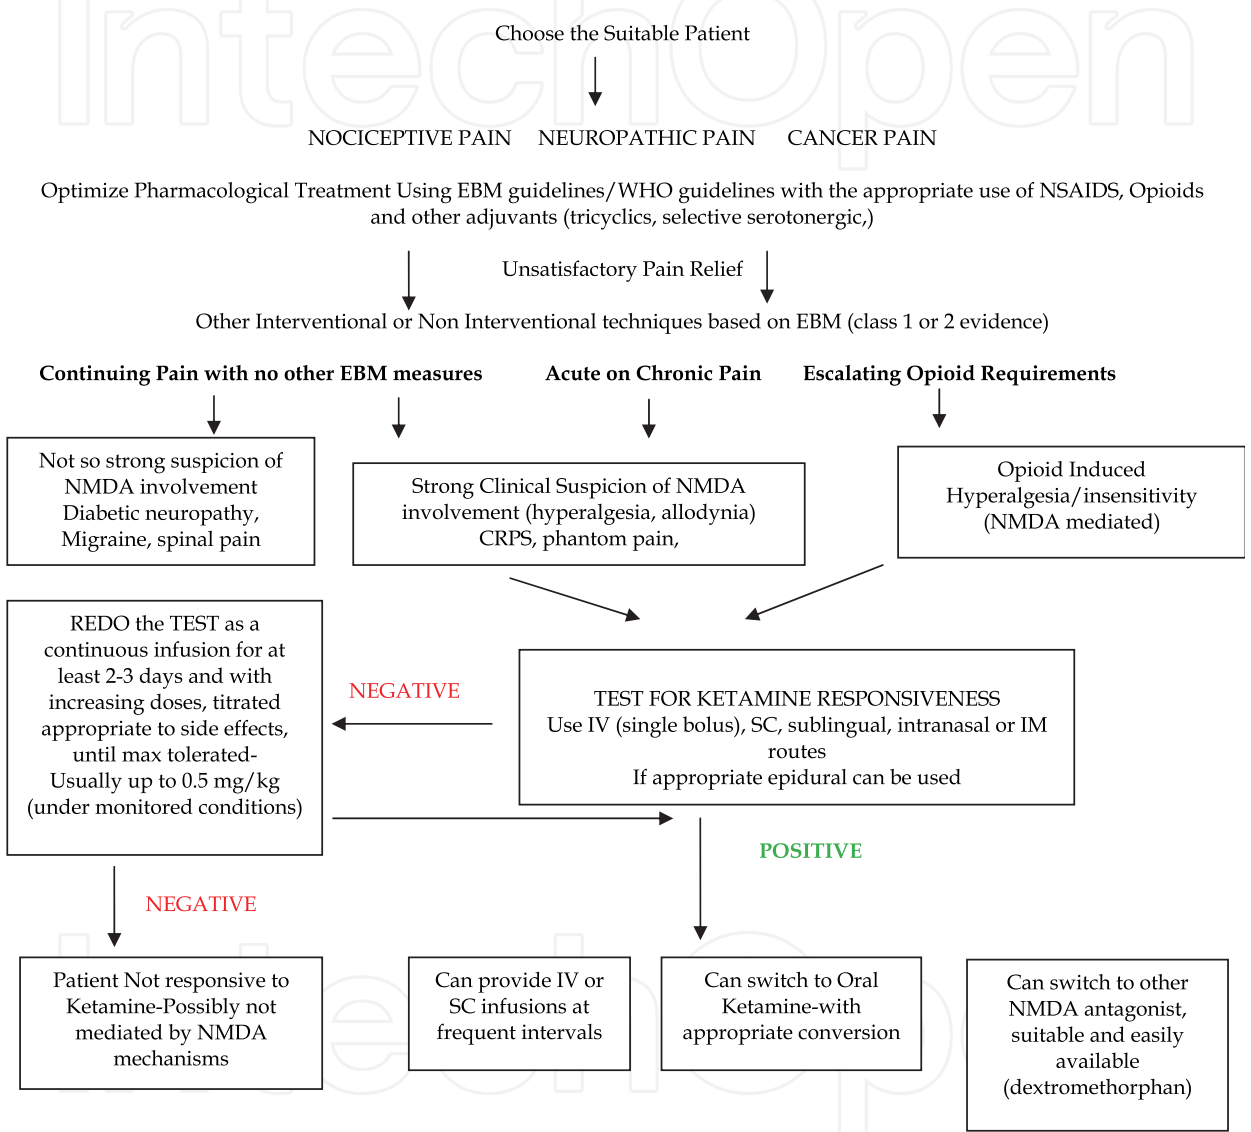 IntechOpen
Choose the Suitable Patient
NOCICEPTIVE PAIN NEUROPATHIC PAIN CANCER PAIN
Optimize Pharmacological Treatment Using EBM guidelines/WHO guidelines with the appropriate use of NSAIDS, Opioids
and other adjuvants (tricyclics, selective serotonergic,)
Unsatisfactory Pain Relief
Other Interventional or Non Interventional techniques based on EBM (class 1 or 2 evidence)
Continuing Pain with no other EBM measures Acute on Chronic Pain Escalating Opioid Requirements
Not so strong suspicion of
NMDA involvement
Diabetic neuropathy,
Migraine, spinal pain
Strong Clinical Suspicion of NMDA
involvement (hyperalgesia, allodynia)
CRPS, phantom pain,
Opioid Induced
Hyperalgesia/insensitivity
(NMDA mediated)
REDO the TEST as a
continuous infusion for at
least 2-3 days and with
increasing doses, titrated
appropriate to side effects,
until max tolerated-
Usually up to 0.5 mg/kg
(under monitored conditions)
NEGATIVE
TEST FOR KETAMINE RESPONSIVENESS
Use IV (single bolus), SC, sublingual, intranasal or IM
routes
If appropriate epidural can be used
POSITIVE
NEGATIVE
Patient Not responsive to
Ketamine-Possibly not
mediated by NMDA
mechanisms
Can provide IV or
SC infusions at
frequent intervals
Can switch to Oral
Ketamine-with
appropriate conversion
Can switch to other
NMDA antagonist,
suitable and easily
available
(dextromethorphan)
IntechOpen